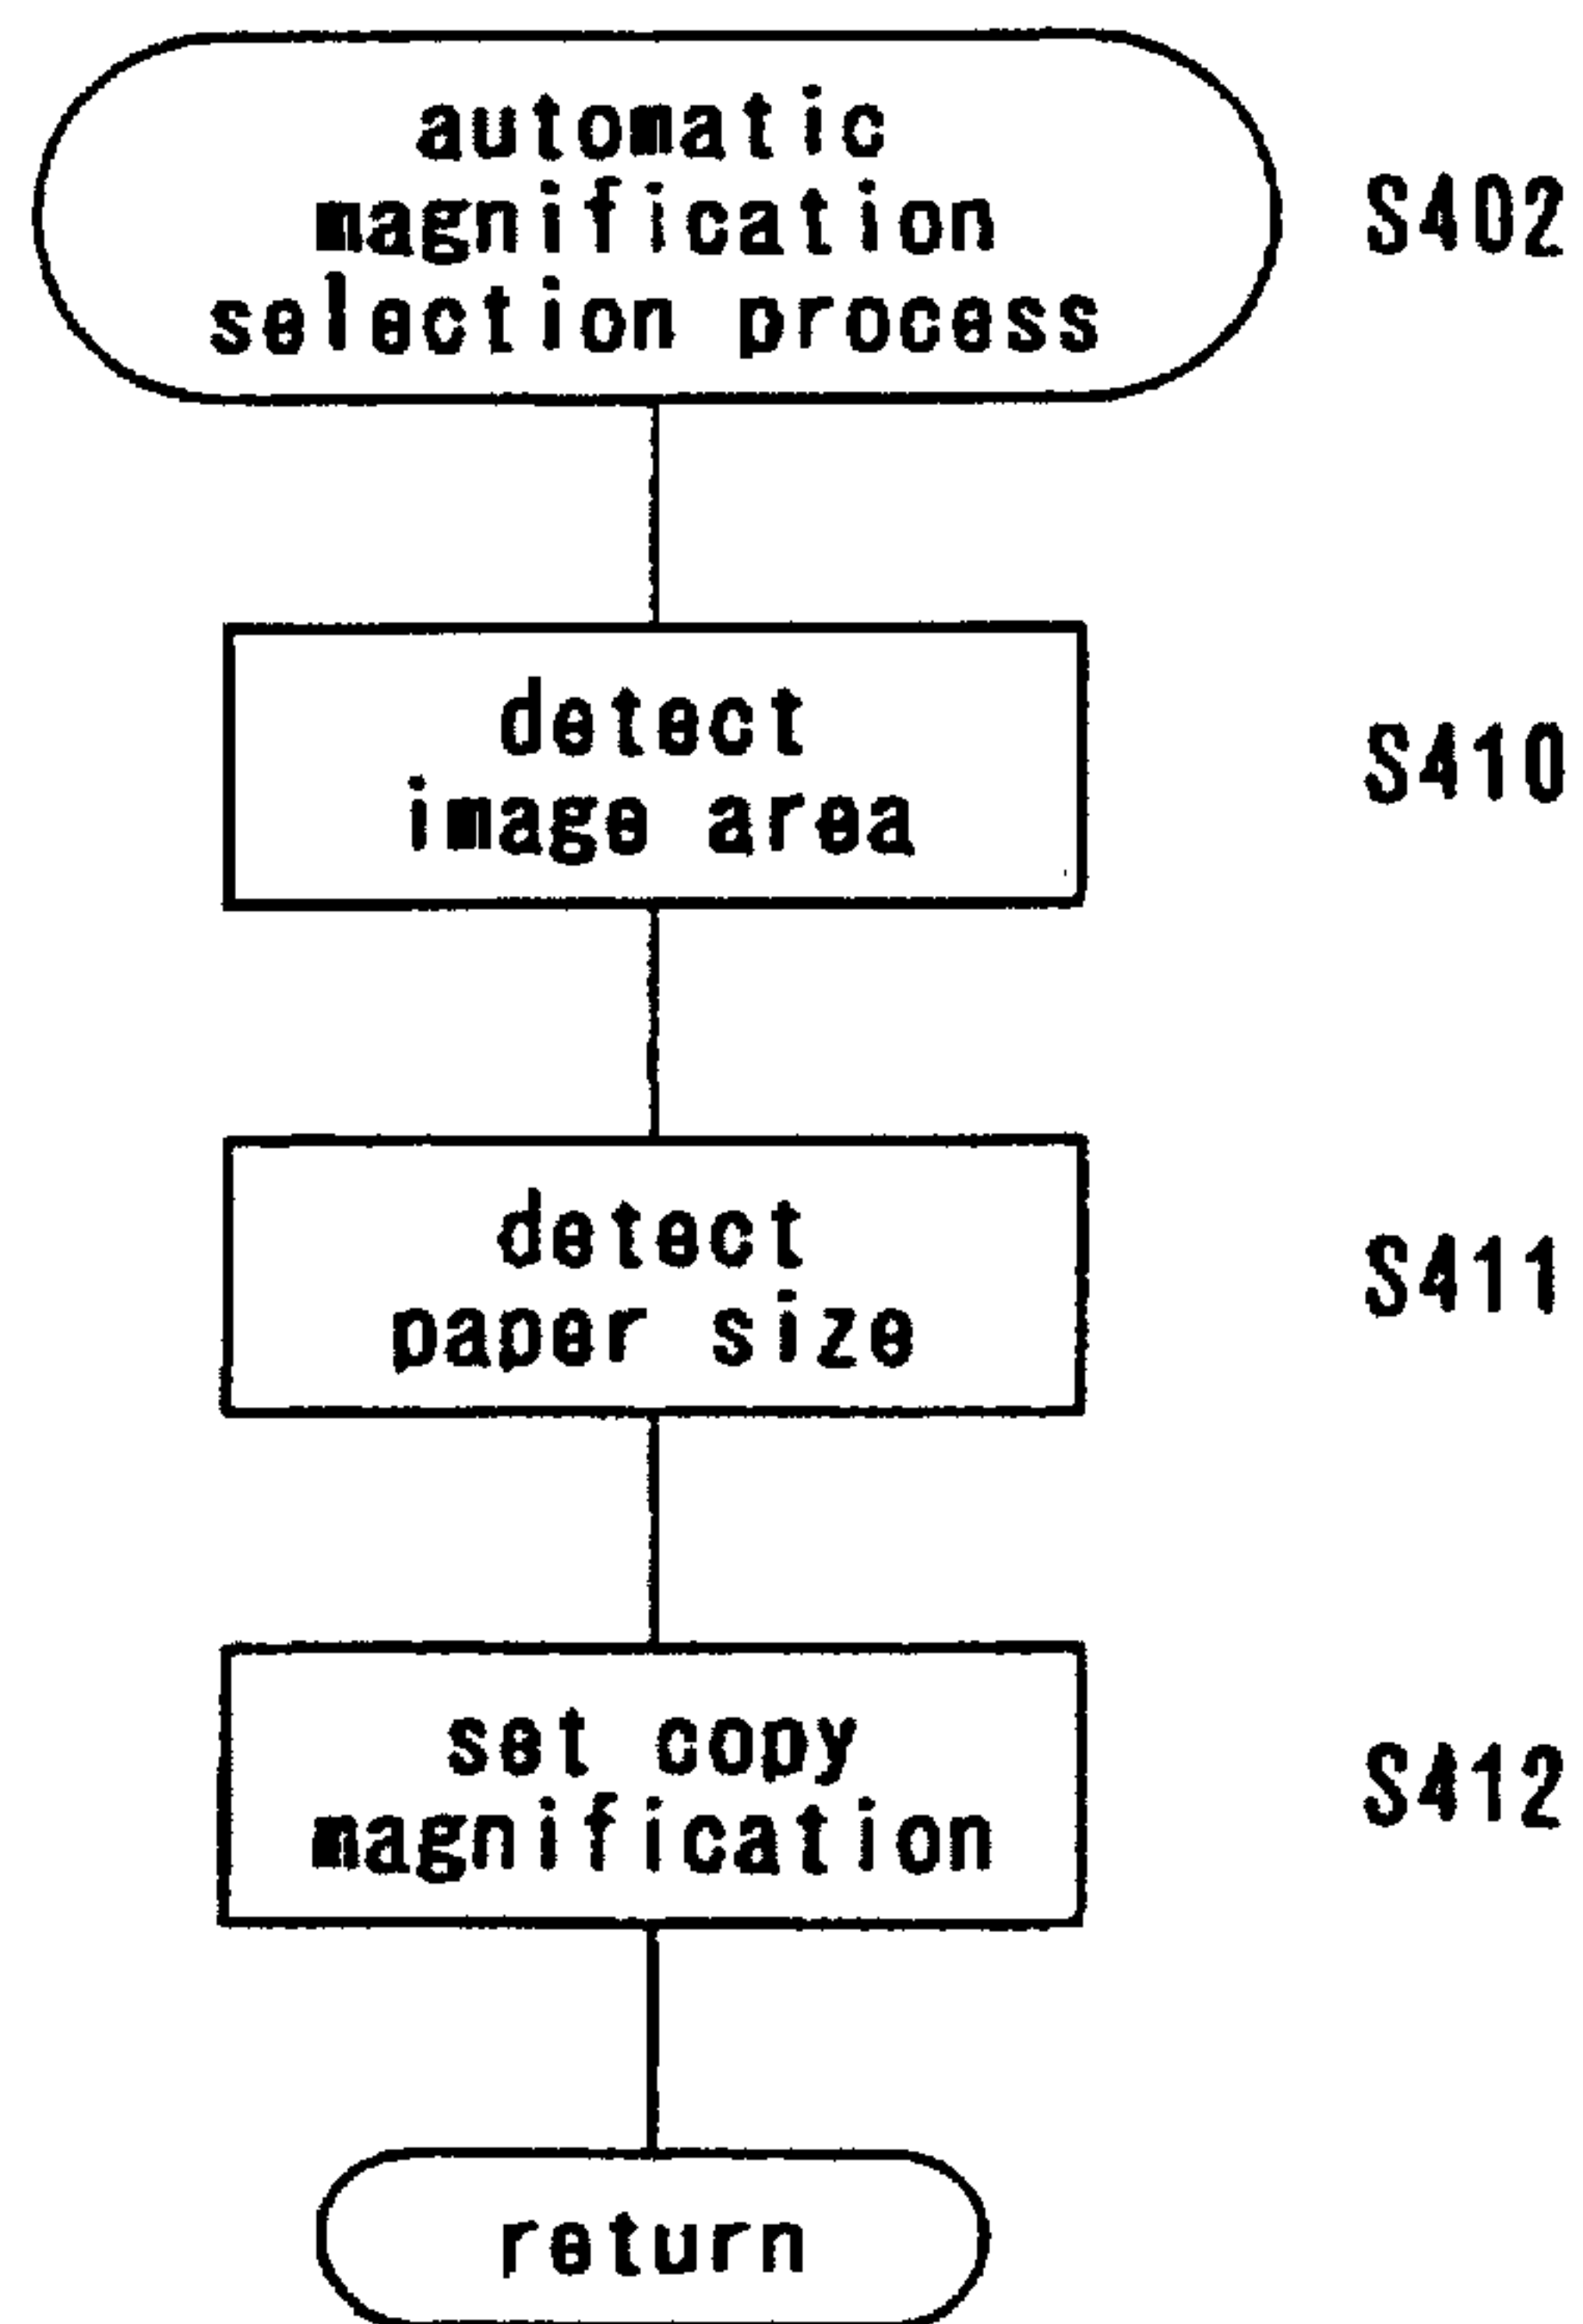 automatic
magnification
selection process
S402
detect
image area
S410
detect
paper size
S411
set copy
magnification
S412
return